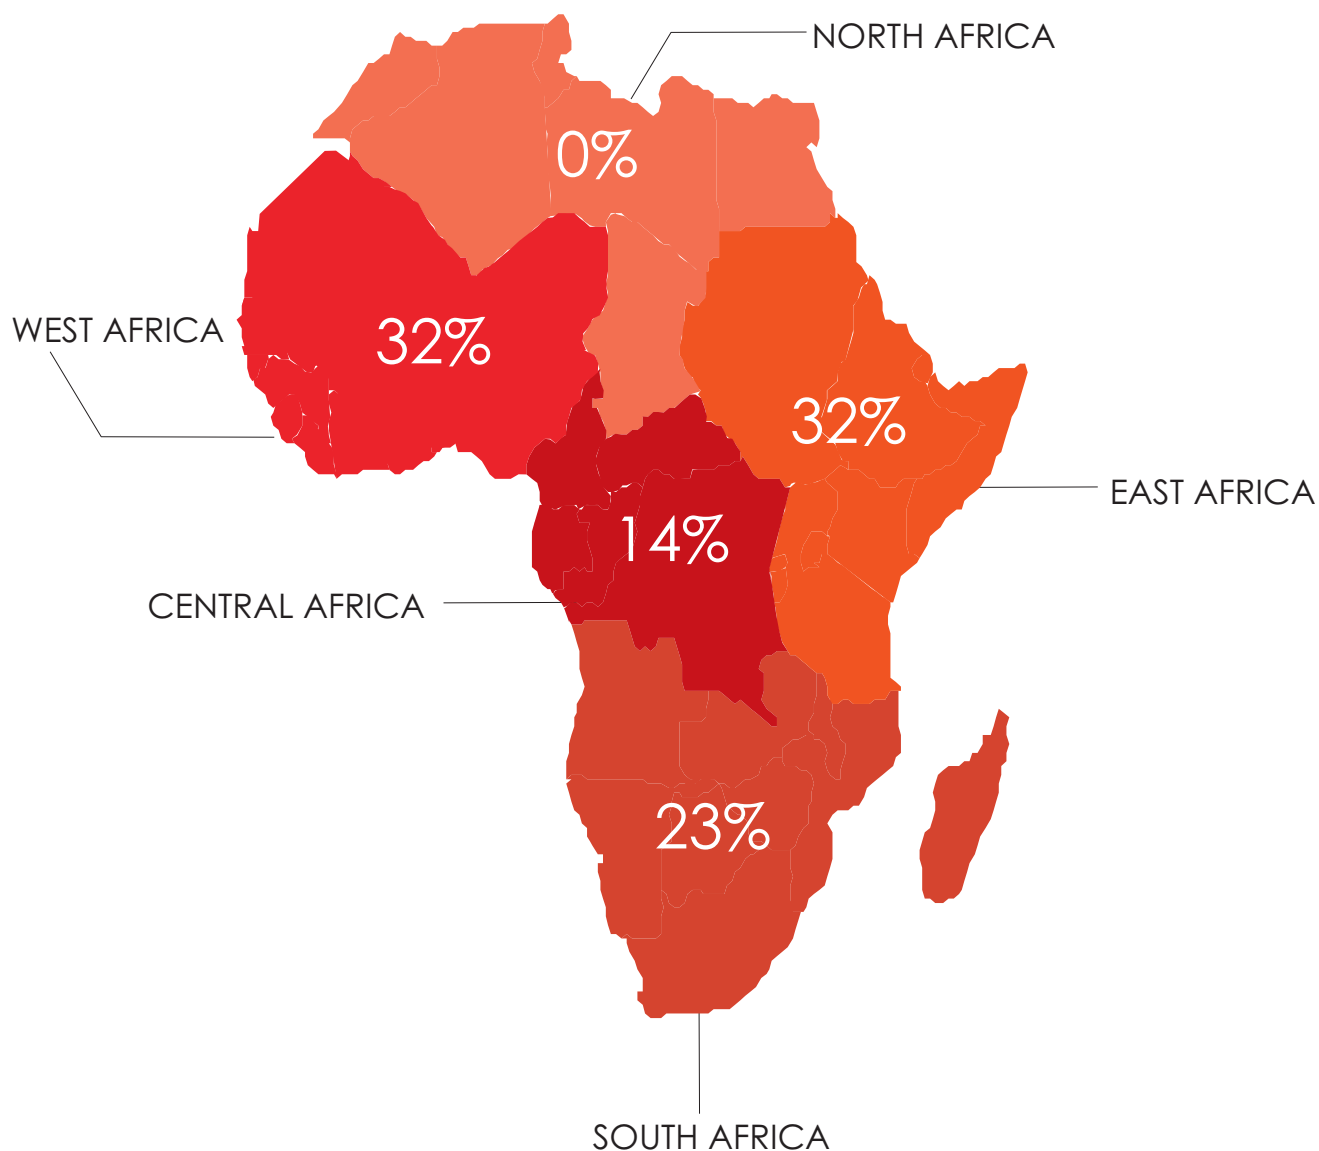 NORTH AFRICA
0%
WEST AFRICA
32%
32%
EAST AFRICA
14%
CENTRAL AFRICA
23%
SOUTH AFRICA